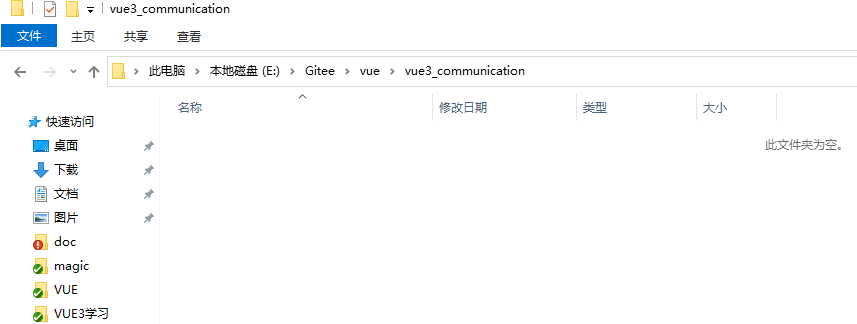 vue3_communication
文件 主页 共享 查看
此电脑 本地磁盘 (E:) Gitee vue vue3_communication
名称 修改日期 类型 大小
快速访问
此文件夹为空。
桌面
下载
文档
图片
doc
magic
VUE
VUE3学习